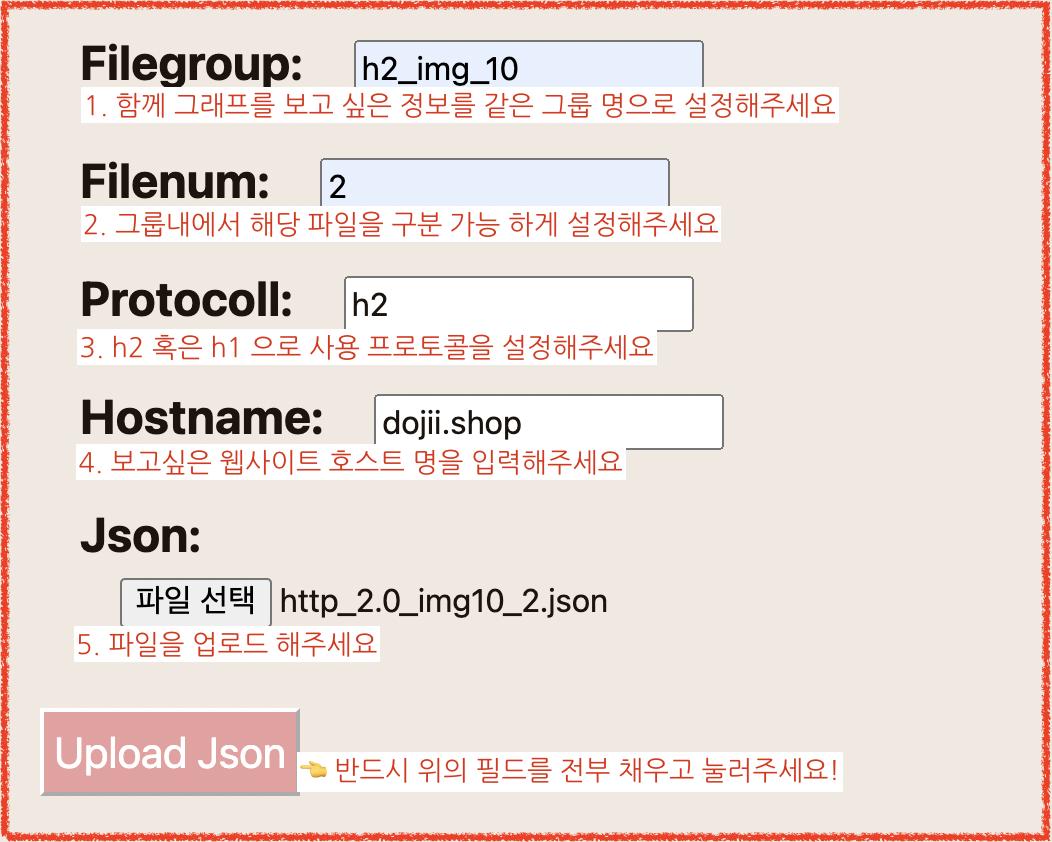 Filegroup: h2_img_10
1. 함께 그래프를 보고 싶은 정보를 같은 그룹 명으로 설정해주세요
Filenum: 2
2. 그룹내에서 해당 파일을 구분 가능 하게 설정해주세요
Protocoll: h2
3. h2 혹은 h1 으로 사용 프로토콜을 설정해주세요
Hostname: dojii.shop
4. 보고싶은 웹사이트 호스트 명을 입력해주세요
Json:
파일 선택 http_2.0_img10_2.json
5. 파일을 업로드 해주세요
Upload Json 👈 반드시 위의 필드를 전부 채우고 눌러주세요!